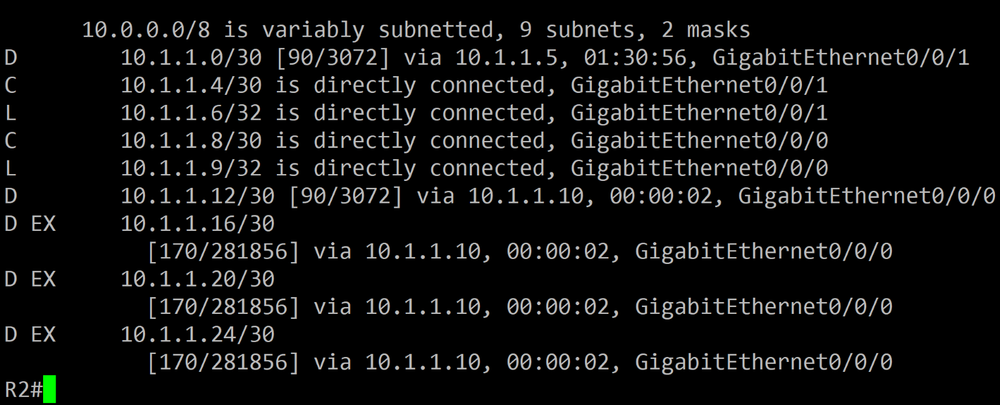 10.0.0.0/8 is variably subnetted, 9 subnets, 2 masks
D        10.1.1.0/30 [90/3072] via 10.1.1.5, 01:30:56, GigabitEthernet0/0/1
C        10.1.1.4/30 is directly connected, GigabitEthernet0/0/1
L        10.1.1.6/32 is directly connected, GigabitEthernet0/0/1
C        10.1.1.8/30 is directly connected, GigabitEthernet0/0/0
L        10.1.1.9/32 is directly connected, GigabitEthernet0/0/0
D        10.1.1.12/30 [90/3072] via 10.1.1.10, 00:00:02, GigabitEthernet0/0/0
D EX     10.1.1.16/30
           [170/281856] via 10.1.1.10, 00:00:02, GigabitEthernet0/0/0
D EX     10.1.1.20/30
           [170/281856] via 10.1.1.10, 00:00:02, GigabitEthernet0/0/0
D EX     10.1.1.24/30
           [170/281856] via 10.1.1.10, 00:00:02, GigabitEthernet0/0/0
R2#